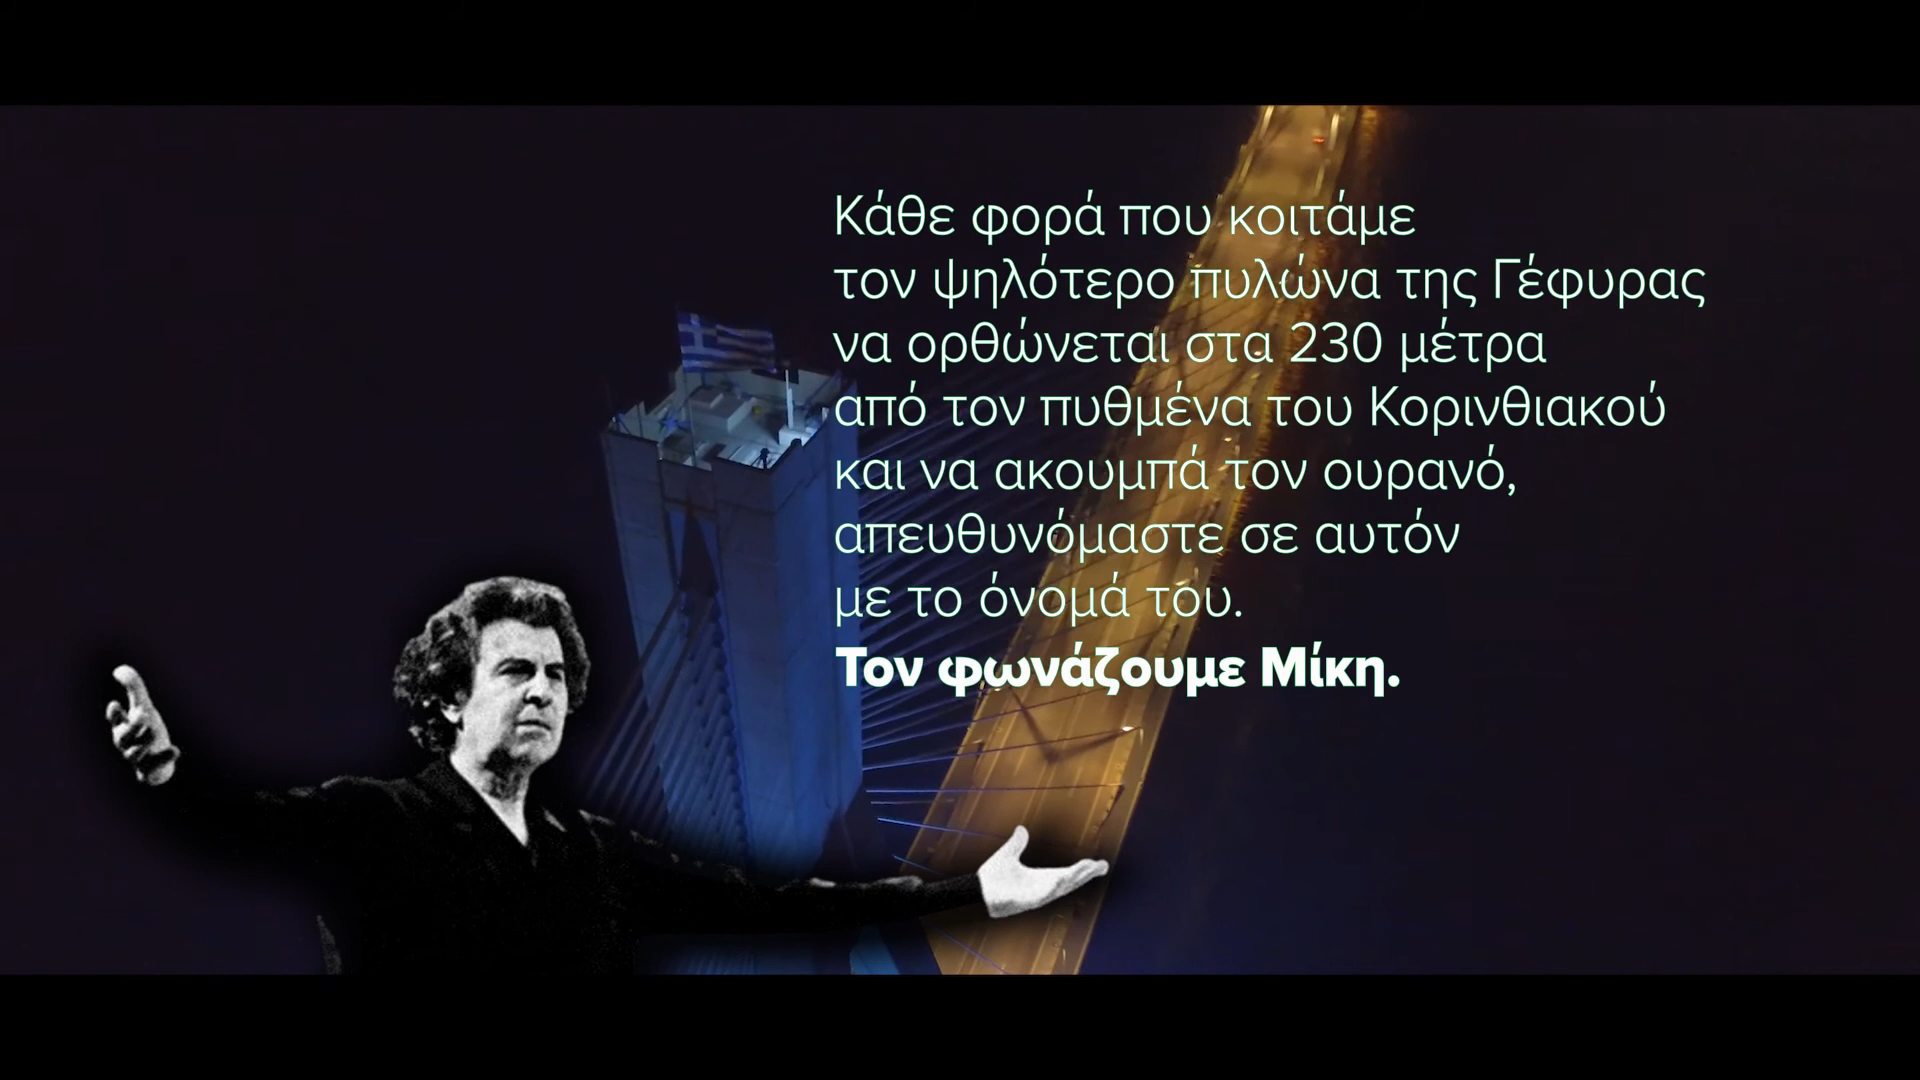 Κάθε φορά που κοιτάμε
τον ψηλότερο πυλώνα της Γέφυρας
να ορθώνεται στα 230 μέτρα
από τον πυθμένα του Κορινθιακού
και να ακουμπά τον ουρανό,
απευθυνόμαστε σε αυτόν
με το όνομά του.
Τον φωνάζουμε Μίκη.